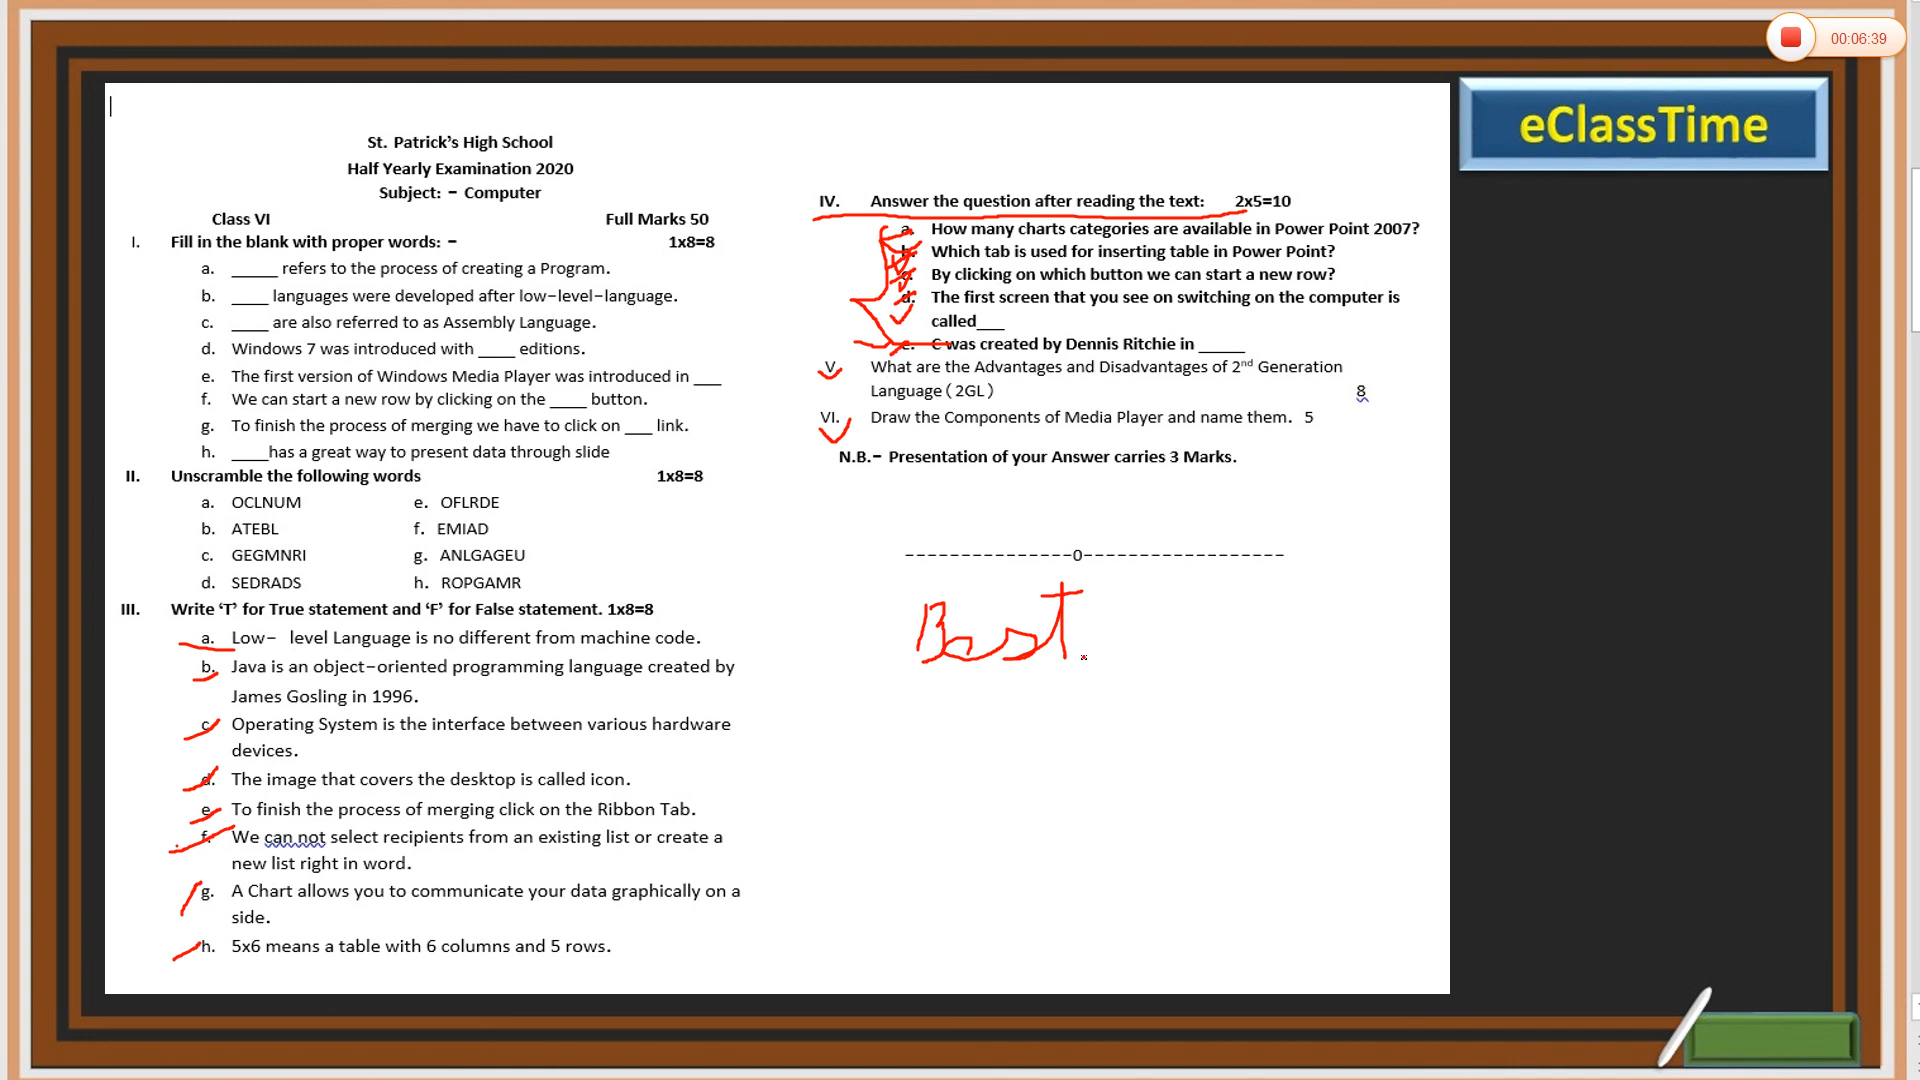 00:06:39
eClassTime
St. Patrick's High School
Half Yearly Examination 2020
Subject: - Computer
Class VI Full Marks 50
I. Fill in the blank with proper words: - 1x8=8
a. _____ refers to the process of creating a Program.
b. ____ languages were developed after low-level-language.
c. ____ are also referred to as Assembly Language.
d. Windows 7 was introduced with ____ editions.
e. The first version of Windows Media Player was introduced in ___
f. We can start a new row by clicking on the ____ button.
g. To finish the process of merging we have to click on ___ link.
h. ____has a great way to present data through slide
II. Unscramble the following words 1x8=8
a. OCLNUM e. OFLRDE
b. ATEBL f. EMIAD
c. GEGMNRI g. ANLGAGEU
d. SEDRADS h. ROPGAMR
III. Write ‘T’ for True statement and ‘F’ for False statement. 1x8=8
a. Low- level Language is no different from machine code.
b. Java is an object-oriented programming language created by
James Gosling in 1996.
c. Operating System is the interface between various hardware
devices.
d. The image that covers the desktop is called icon.
e. To finish the process of merging click on the Ribbon Tab.
f. We can not select recipients from an existing list or create a
new list right in word.
g. A Chart allows you to communicate your data graphically on a
side.
h. 5x6 means a table with 6 columns and 5 rows.
IV. Answer the question after reading the text: 2x5=10
a. How many charts categories are available in Power Point 2007?
b. Which tab is used for inserting table in Power Point?
c. By clicking on which button we can start a new row?
d. The first screen that you see on switching on the computer is
called___
e. C was created by Dennis Ritchie in _____
V. What are the Advantages and Disadvantages of 2nd Generation
Language (2GL) 8
VI. Draw the Components of Media Player and name them. 5
N.B.- Presentation of your Answer carries 3 Marks.
---------------0------------------
Best